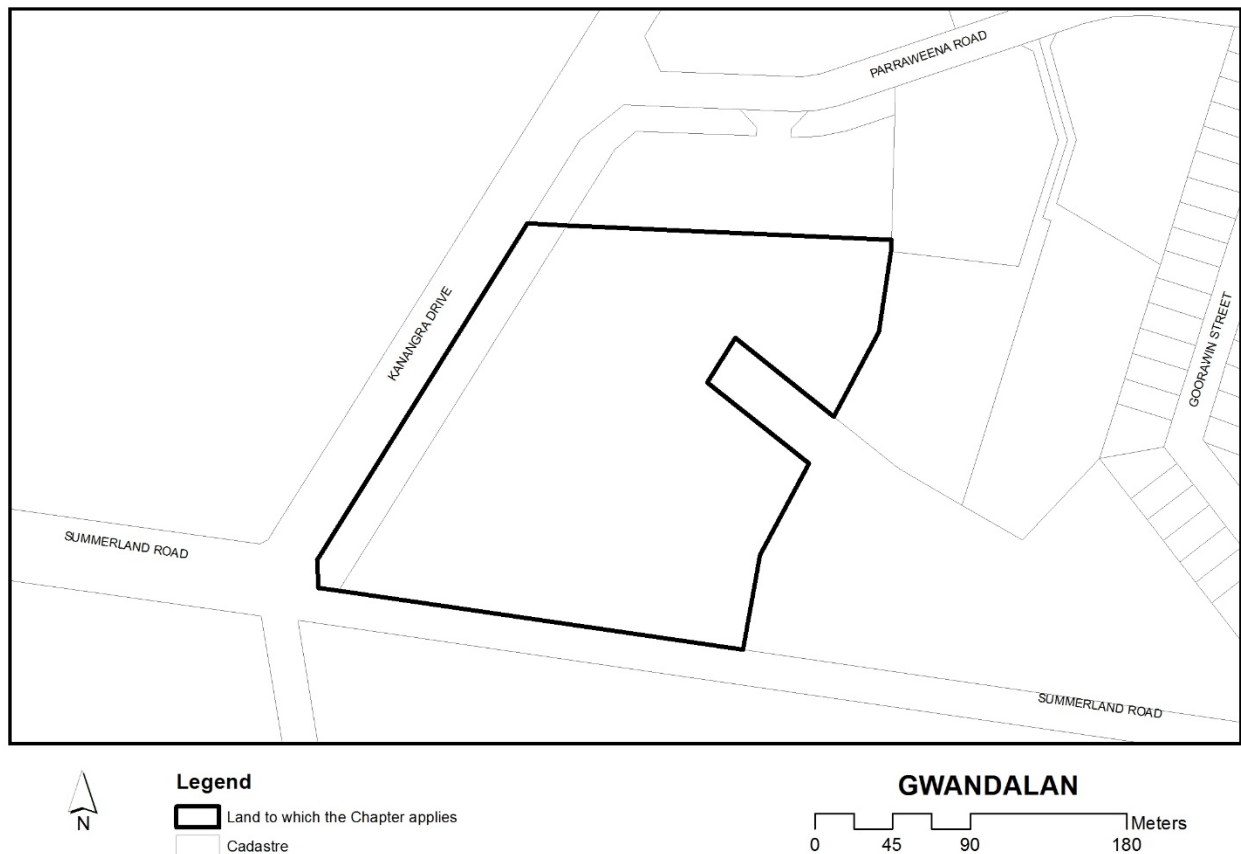 PARRAWEENA ROAD
KANANGRA DRIVE
GOORAWIN STREET
SUMMERLAND ROAD
SUMMERLAND ROAD
N
Legend
Land to which the Chapter applies
Cadastre
GWANDALAN
Meters
0 45 90 180